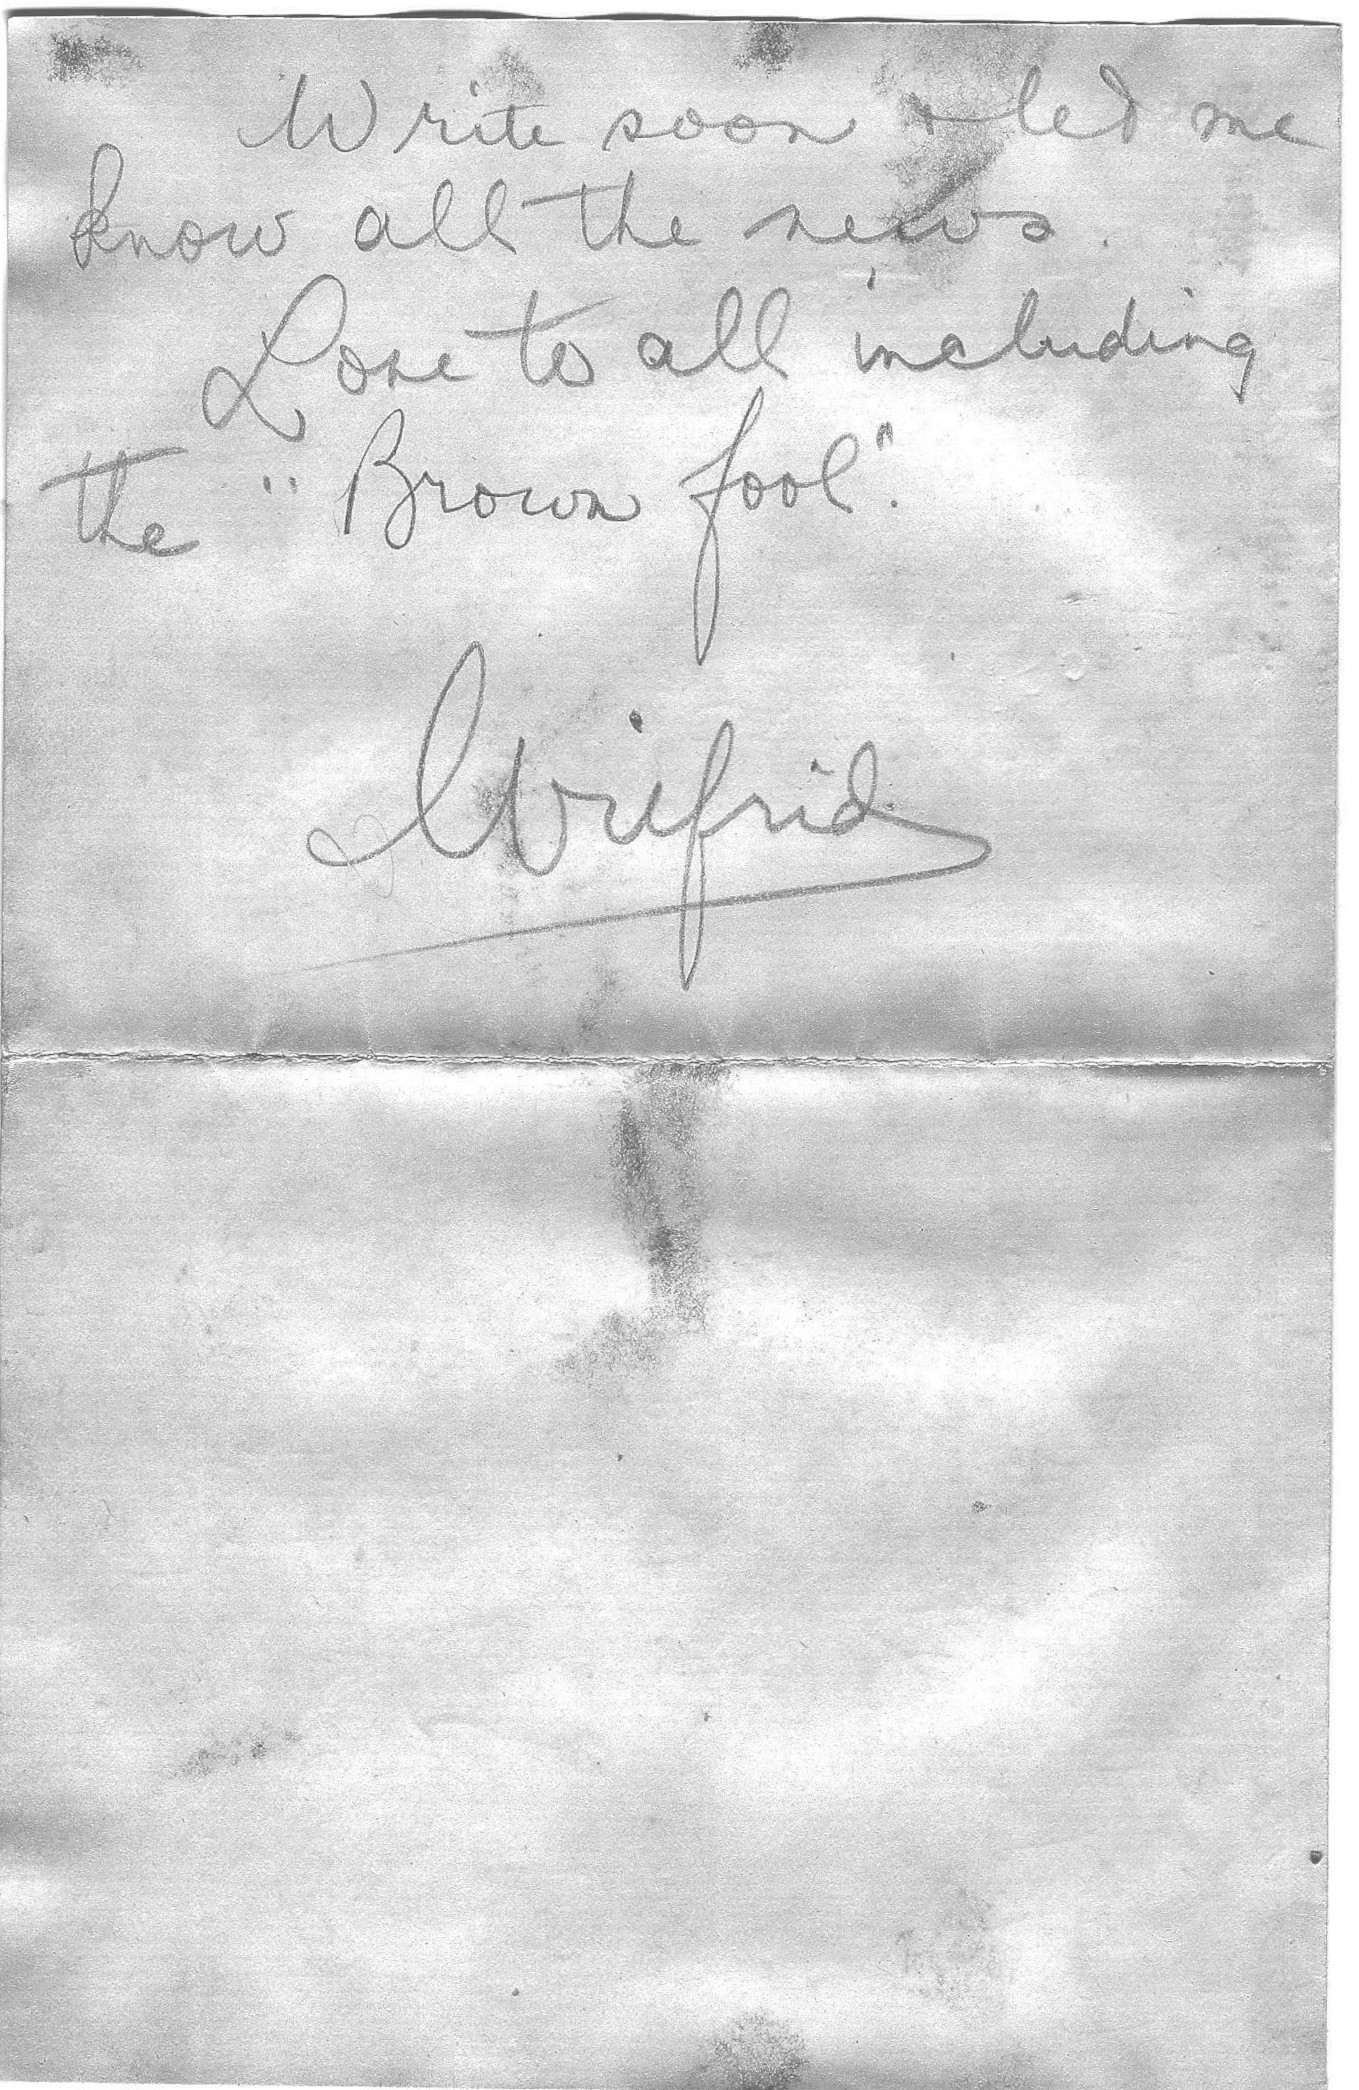 Write soon & let me
know all the news.
Love to all including
the "Brown fool".
Wilfrid